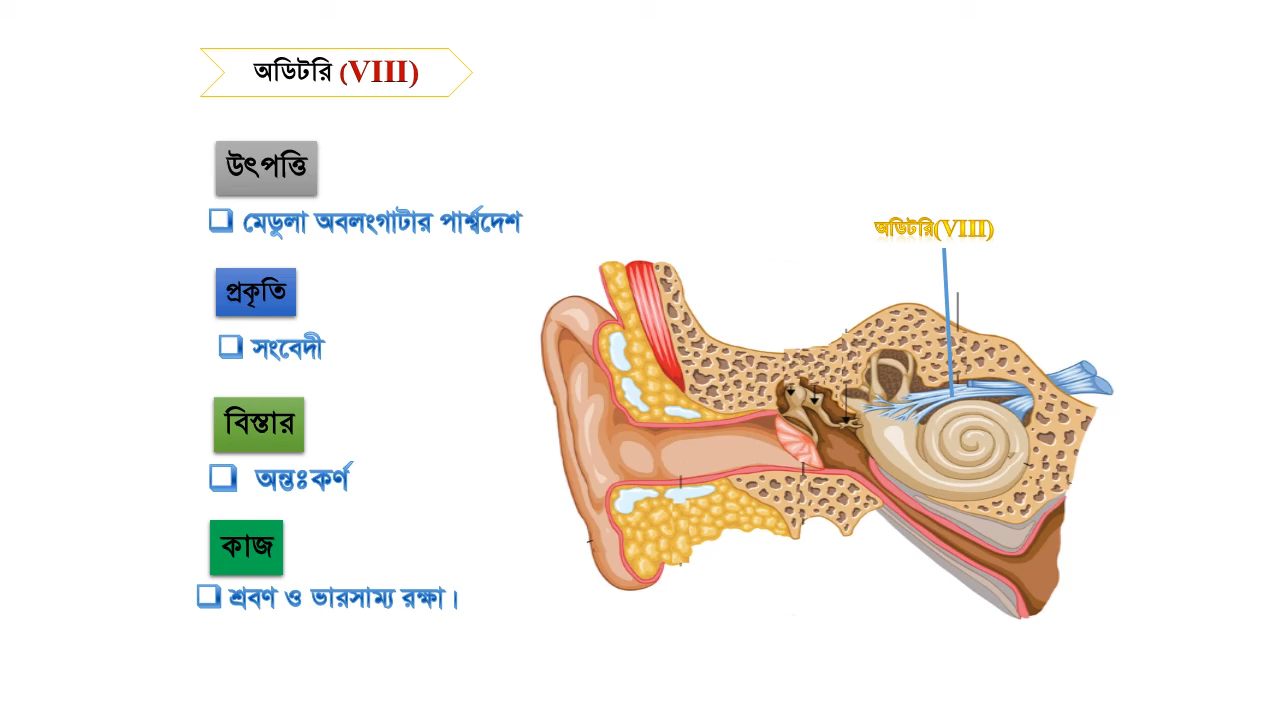 অডিটরি (VIII)
উৎপত্তি
মেডুলা অবলংগাটার পার্শ্বদেশ
অডিটরি(VIII)
প্রকৃতি
সংবেদী
বিস্তার
অন্তঃকর্ণ
কাজ
শ্রবণ ও ভারসাম্য রক্ষা।